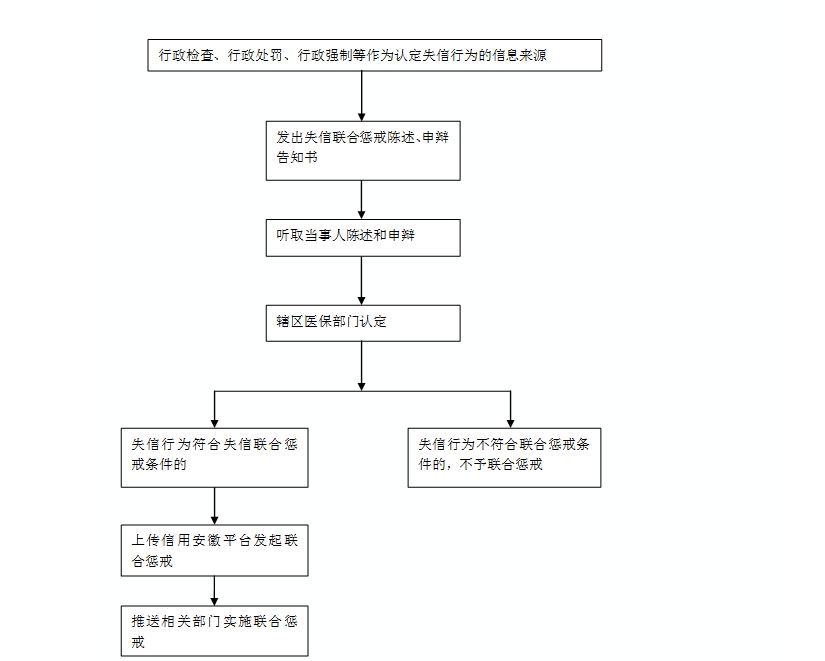 行政检查、行政处罚、行政强制等作为认定失信行为的信息来源
发出失信联合惩戒陈述、申辩
告知书
听取当事人陈述和申辩
辖区医保部门认定
失信行为符合失信联合惩
戒条件的
失信行为不符合联合惩戒条
件的，不予联合惩戒
上传信用安徽平台发起联
合惩戒
推送相关部门实施联合惩
戒